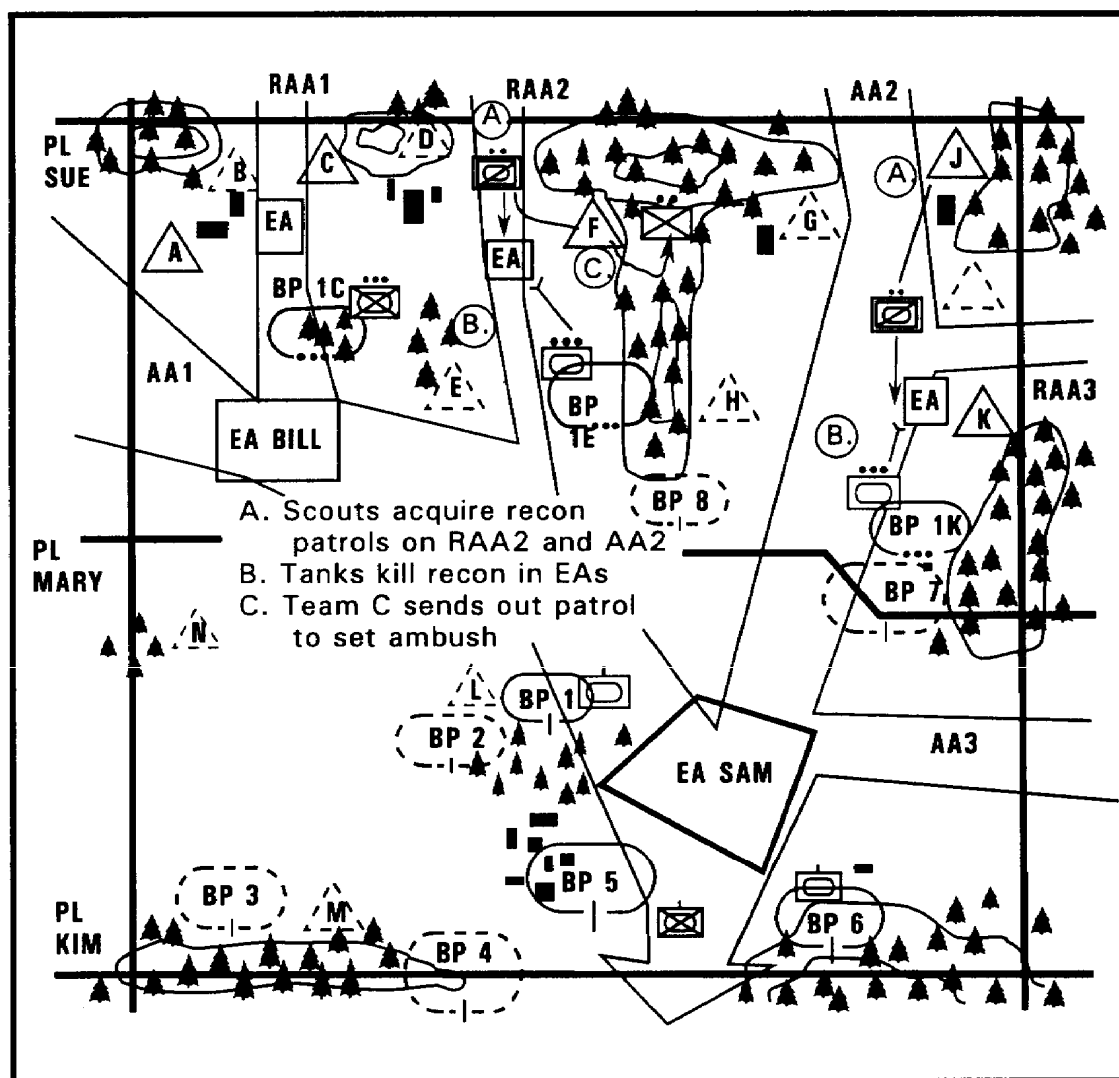 RAA1
RAA2
AA2
PL
SUE
A
B
C
D
J
A
EA
F
G
A
EA
C.
BP 1C
B.
AA1
E
BP
1E
H
EA
K
RAA3
B.
EA BILL
BP 8
BP 1K
A. Scouts acquire recon
patrols on RAA2 and AA2
B. Tanks kill recon in EAs
C. Team C sends out patrol
to set ambush
PL
MARY
BP 7
N
L
BP 1
BP 2
EA SAM
AA3
BP 3
M
BP 5
BP 6
PL
KIM
BP 4